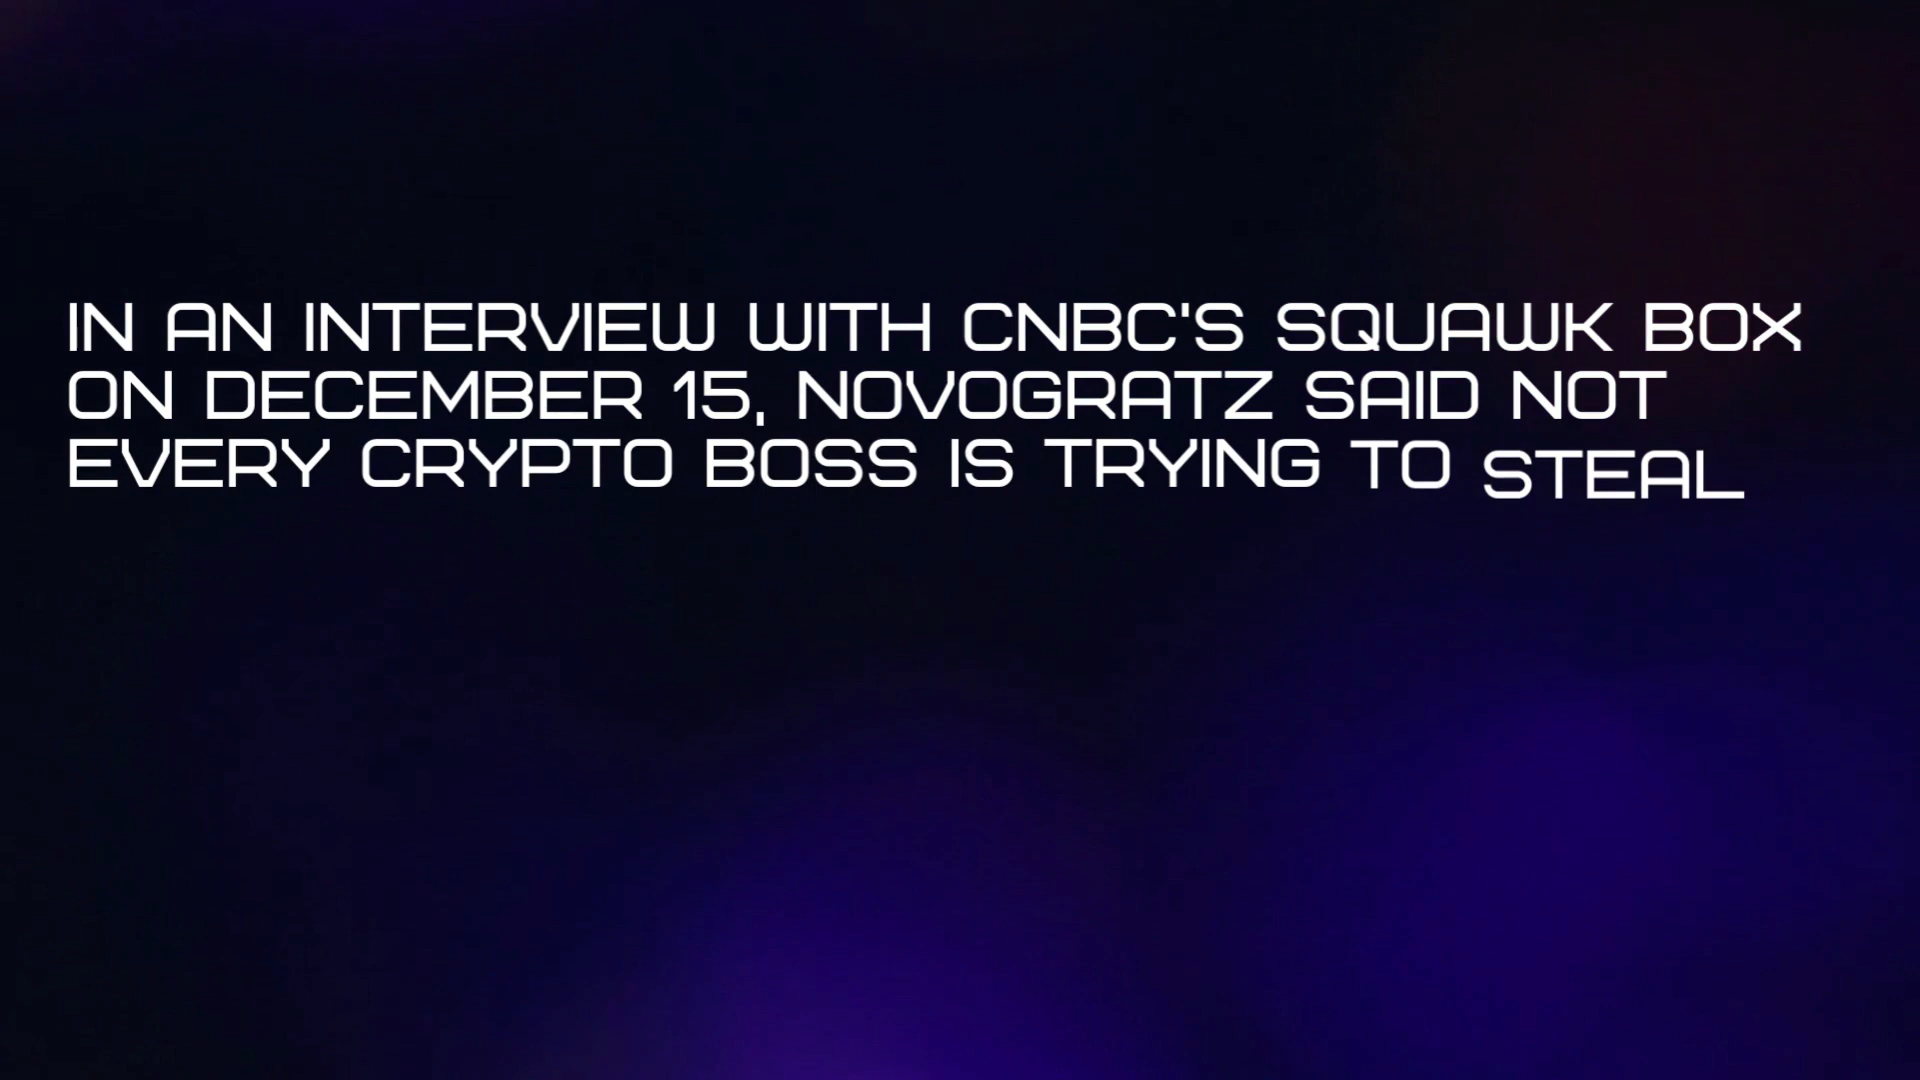 IN AN INTERVIEW WITH CNBC'S SQUAWK BOX
ON DECEMBER 15, NOVOGRATZ SAID NOT
EVERY CRYPTO BOSS IS TRYING TO STEAL